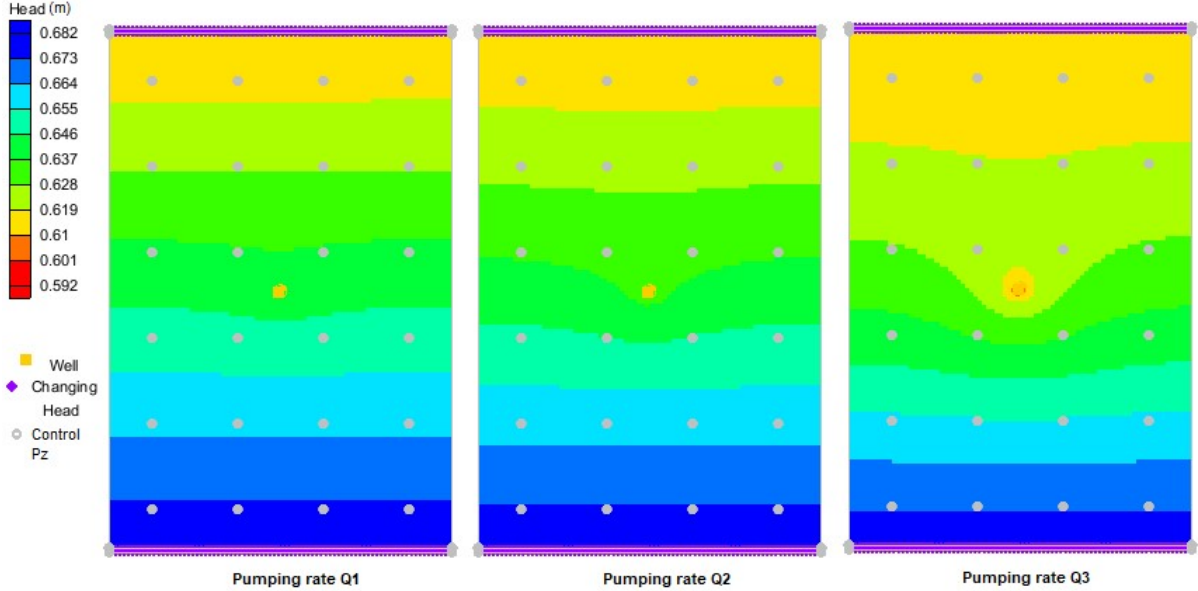 Head (m)
0.682
0.673
0.664
0.655
0.646
0.637
0.628
0.619
0.61
0.601
0.592
Well
Changing
Head
Control
Pz
Pumping rate Q1
Pumping rate Q2
Pumping rate Q3